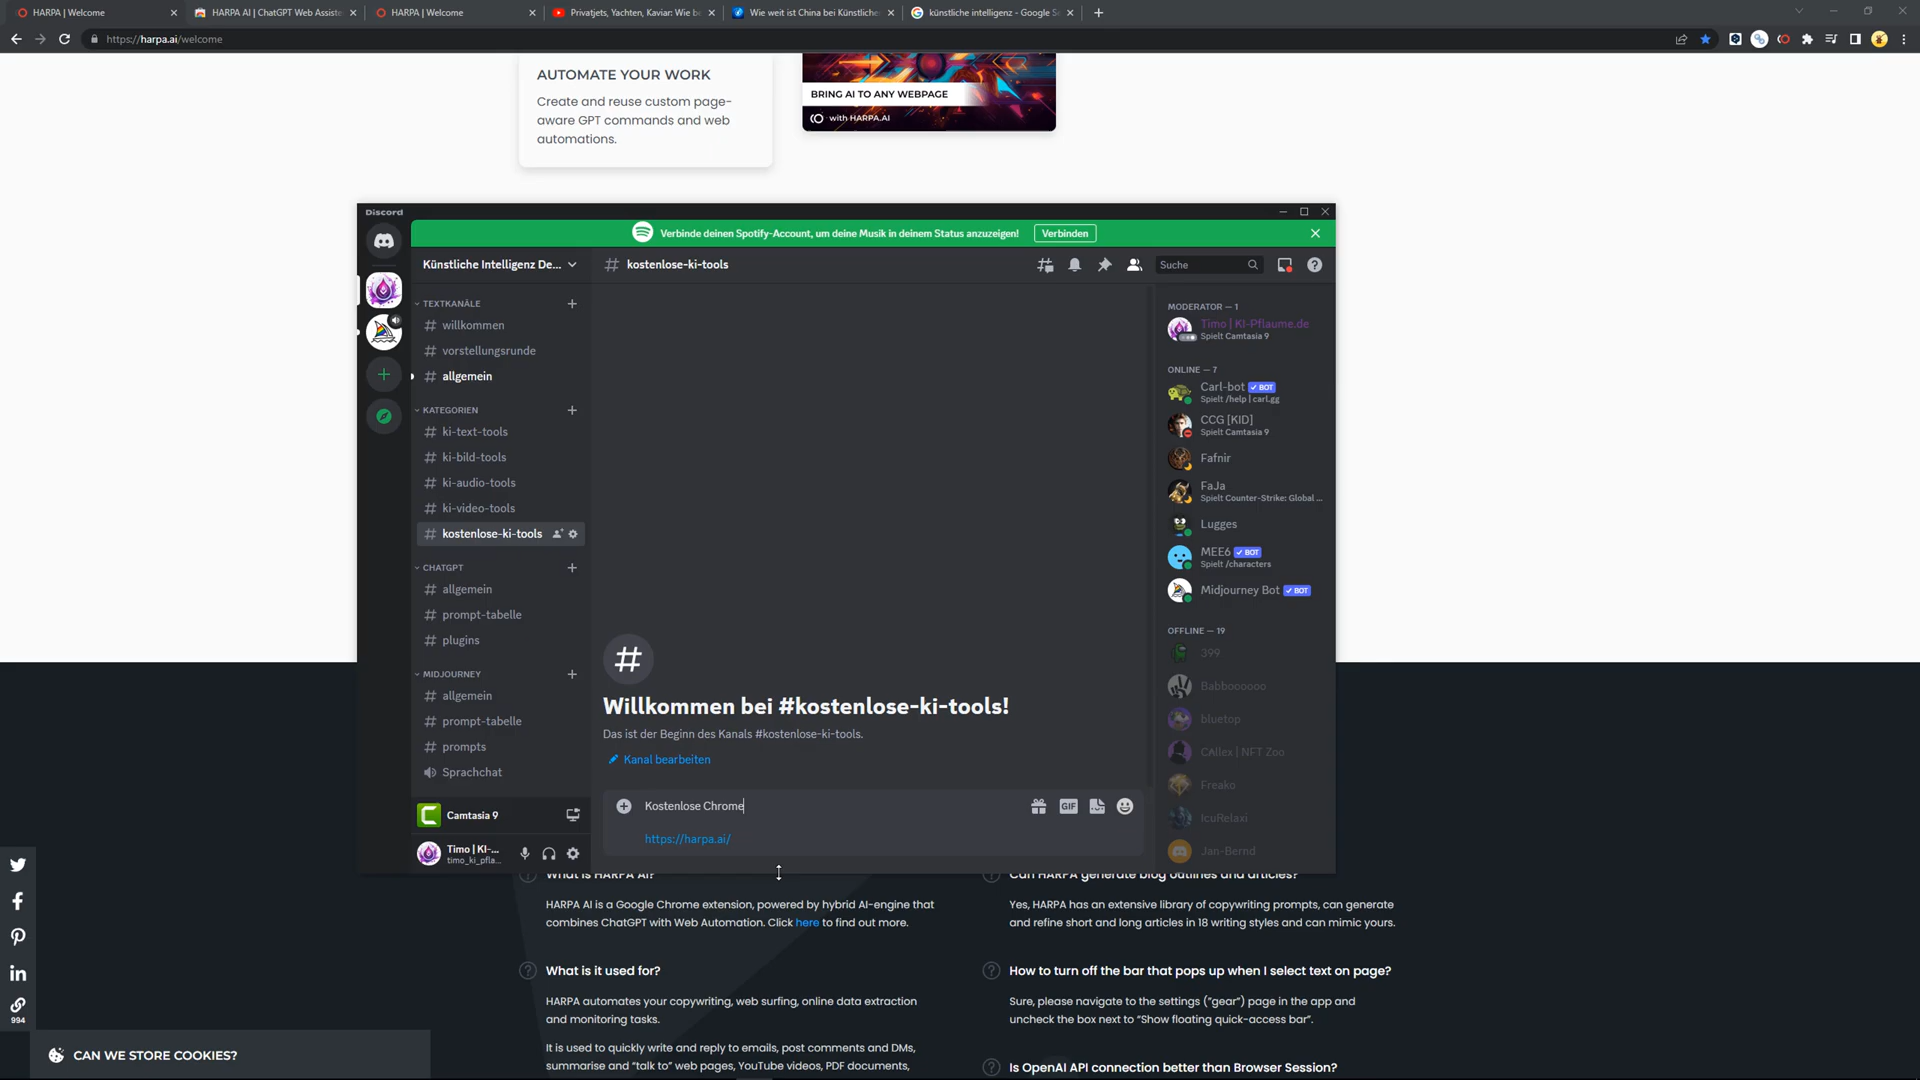 HARPA | Welcome
HARPA AI | ChatGPT Web Assiste
HARPA | Welcome
Privatjets, Yachten, Kaviar: Wie be
Wie weit ist China bei Künstlicher
künstliche intelligenz - Google Se
https://harpa.ai/welcome
AUTOMATE YOUR WORK
Create and reuse custom page-
aware GPT commands and web
automations.
BRING AI TO ANY WEBPAGE
with HARPA.AI
Discord
Verbinde deinen Spotify-Account, um deine Musik in deinem Status anzuzeigen!
Verbinden
Künstliche Intelligenz De...
kostenlose-ki-tools
Suche
TEXTKANÄLE
willkommen
vorstellungsrunde
allgemein
KATEGORIEN
ki-text-tools
ki-bild-tools
ki-audio-tools
ki-video-tools
kostenlose-ki-tools
CHATGPT
allgemein
prompt-tabelle
plugins
MIDJOURNEY
allgemein
prompt-tabelle
prompts
Sprachchat
Camtasia 9
Timo | KI-...
timo_ki_pfla...
Willkommen bei #kostenlose-ki-tools!
Das ist der Beginn des Kanals #kostenlose-ki-tools.
Kanal bearbeiten
Kostenlose Chrome
GIF
https://harpa.ai/
MODERATOR — 1
Timo | KI-Pflaume.de
Spielt Camtasia 9
ONLINE — 7
Carl-bot BOT
Spielt /help | carl.gg
CCG [KID]
Spielt Camtasia 9
Fafnir
FaJa
Spielt Counter-Strike: Global ...
Lugges
MEE6 BOT
Spielt /characters
Midjourney Bot BOT
OFFLINE — 19
399
Babboooooo
bluetop
CAllex | NFT Zoo
Freako
IcuRelaxi
Jan-Bernd
What is HARPA AI?
HARPA AI is a Google Chrome extension, powered by hybrid AI-engine that
combines ChatGPT with Web Automation. Click here to find out more.
What is it used for?
HARPA automates your copywriting, web surfing, online data extraction
and monitoring tasks.
It is used to quickly write and reply to emails, post comments and DMs,
summarise and “talk to” web pages, YouTube videos, PDF documents,
Can HARPA generate blog outlines and articles?
Yes, HARPA has an extensive library of copywriting prompts, can generate
and refine short and long articles in 18 writing styles and can mimic yours.
How to turn off the bar that pops up when I select text on page?
Sure, please navigate to the settings (“gear”) page in the app and
uncheck the box next to “Show floating quick-access bar”.
Is OpenAI API connection better than Browser Session?
994
CAN WE STORE COOKIES?